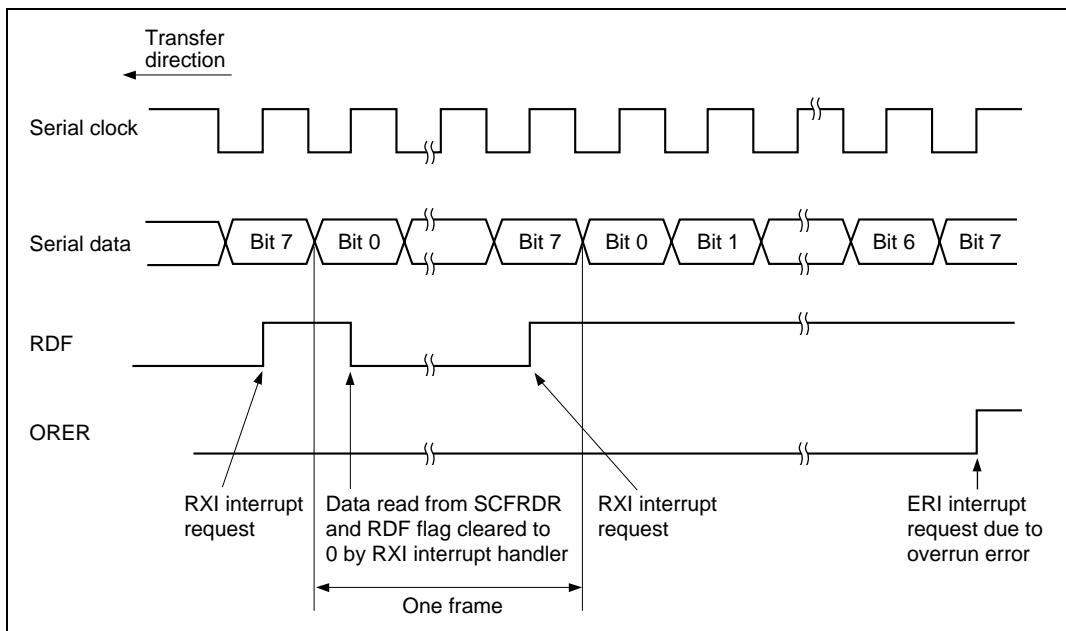 Transfer
direction
Serial clock
Serial data
Bit 7
Bit 0
Bit 7
Bit 0
Bit 1
Bit 6
Bit 7
RDF
ORER
RXI interrupt
request
Data read from SCFRDR
and RDF flag cleared to
0 by RXI interrupt handler
RXI interrupt
request
ERI interrupt
request due to
overrun error
One frame